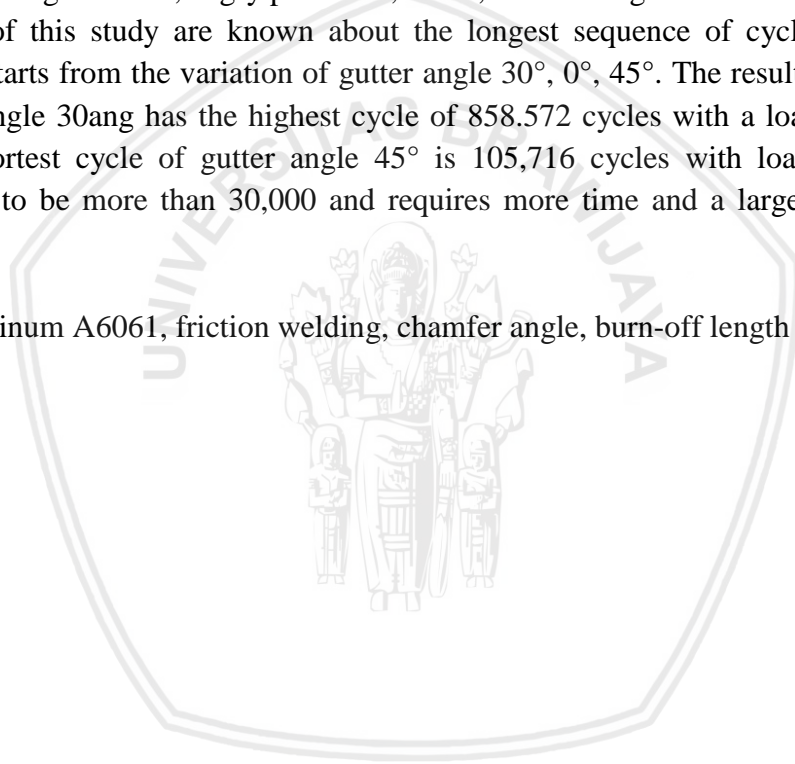 of this study are known about the longest sequence of cycl
tarts from the variation of gutter angle 30°, 0°, 45°. The result
ngle 30ang has the highest cycle of 858.572 cycles with a loa
ortest cycle of gutter angle 45° is 105,716 cycles with loa
to be more than 30,000 and requires more time and a large
inum A6061, friction welding, chamfer angle, burn-off length
UNIVERSITAS BRAWIJAYA